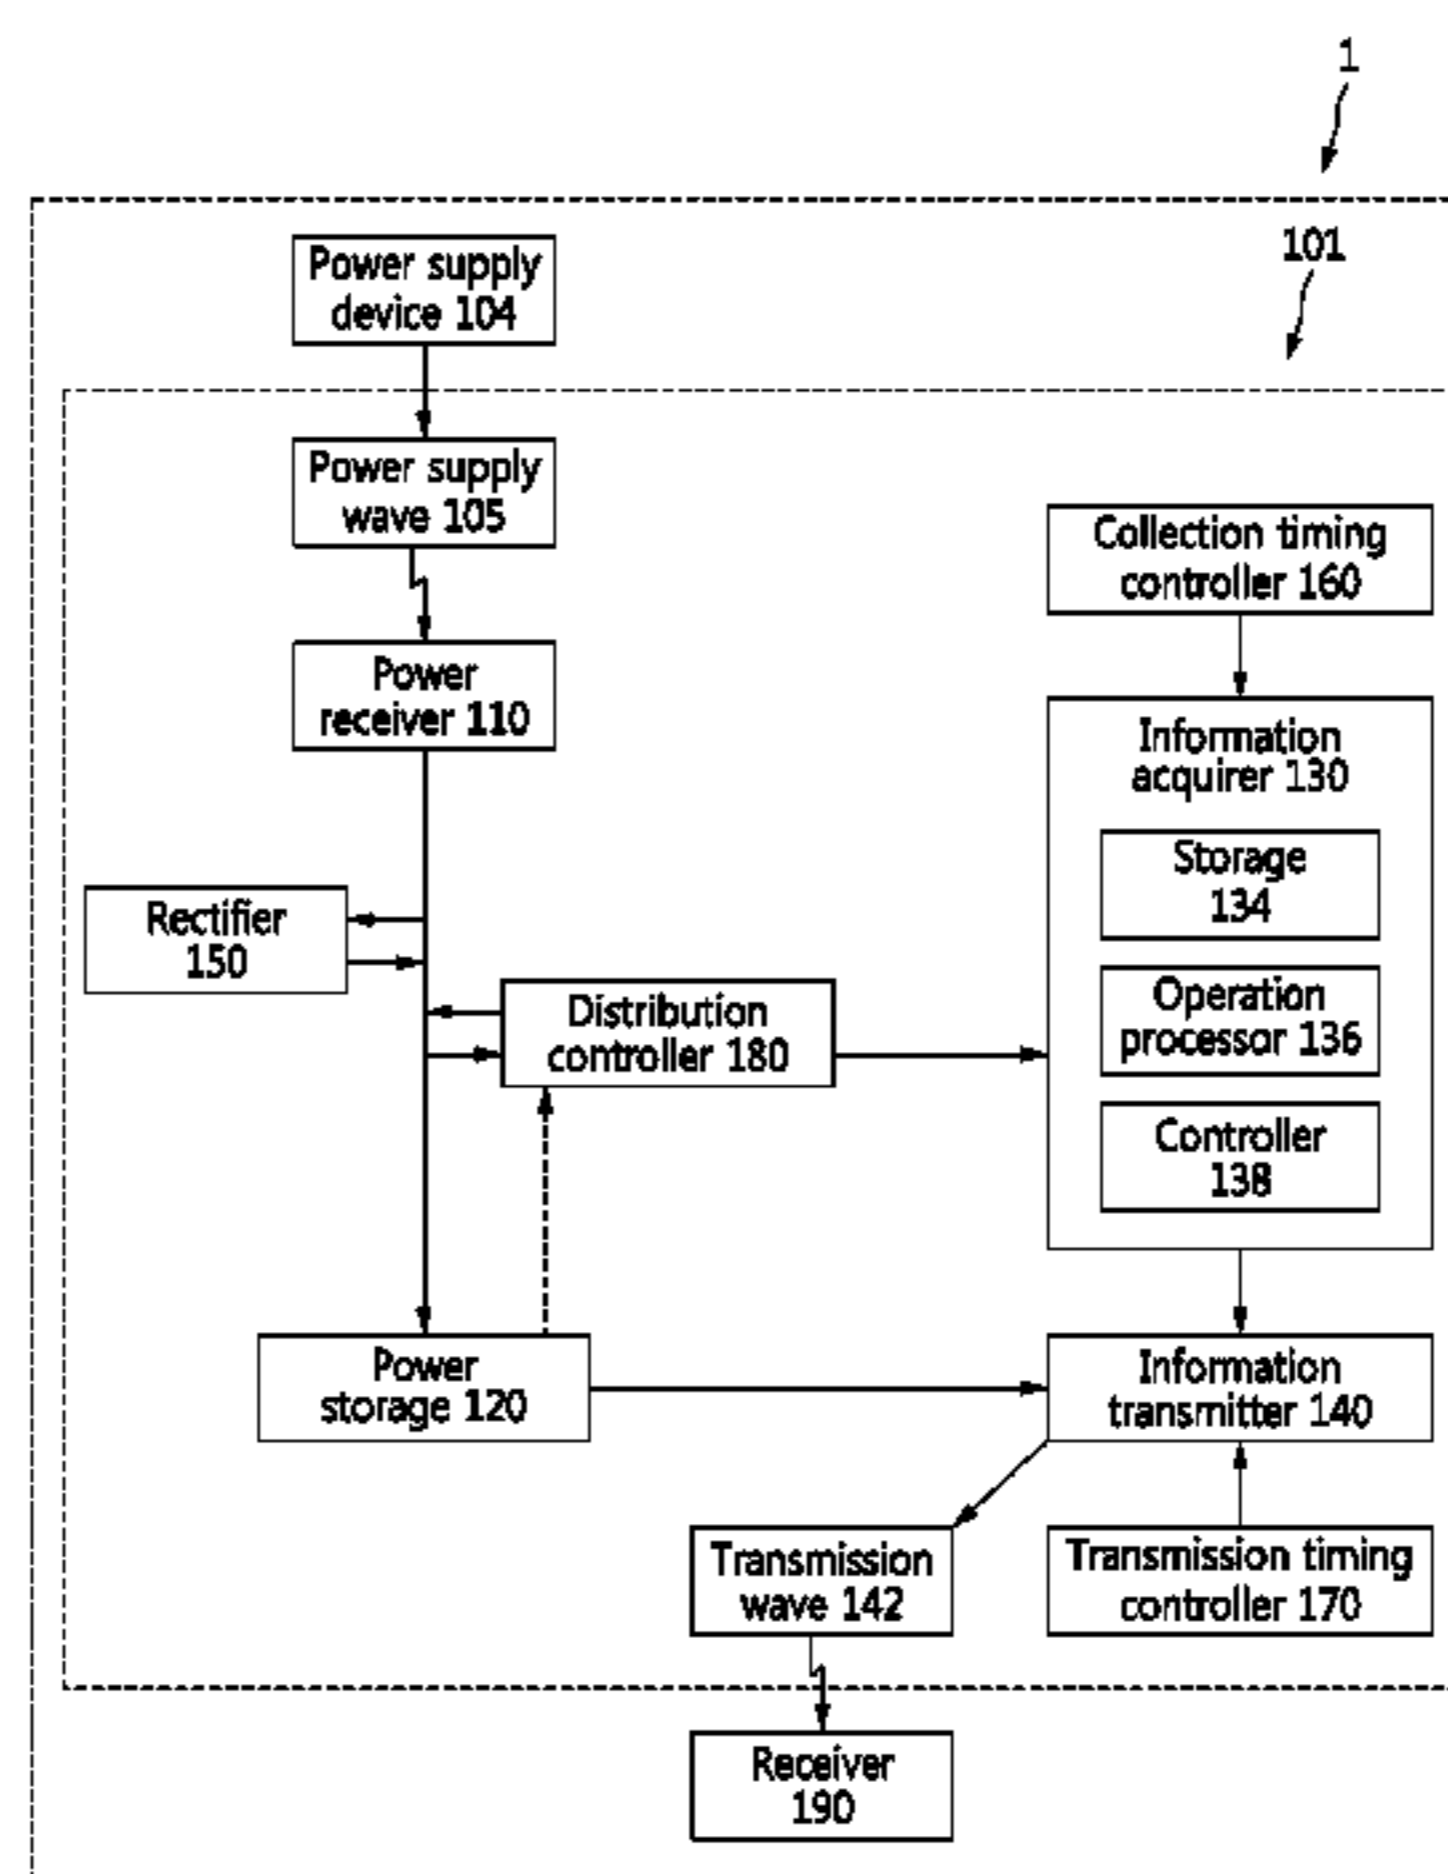 1
101
Power supply
device 104
Power supply
wave 105
Collection timing
controller 160
Power
receiver 110
Information
acquirer 130
Storage
134
Rectifier
150
Operation
processor 136
Distribution
controller 180
Controller
138
Power
storage 120
Information
transmitter 140
Transmission
wave 142
Transmission timing
controller 170
Receiver
190